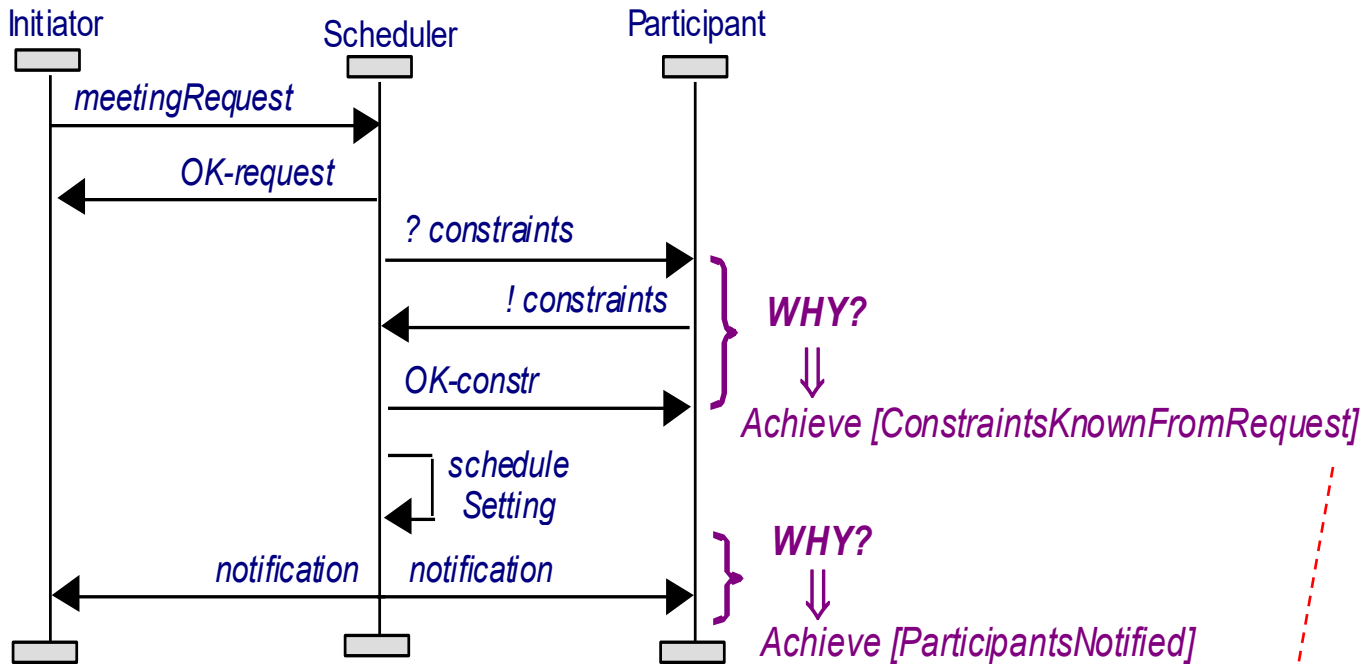 Initiator
Scheduler
Participant
meetingRequest
OK-request
? constraints
! constraints
WHY?
OK-constr
Achieve [ConstraintsKnownFromRequest]
schedule
Setting
WHY?
notification
notification
Achieve [ParticipantsNotified]